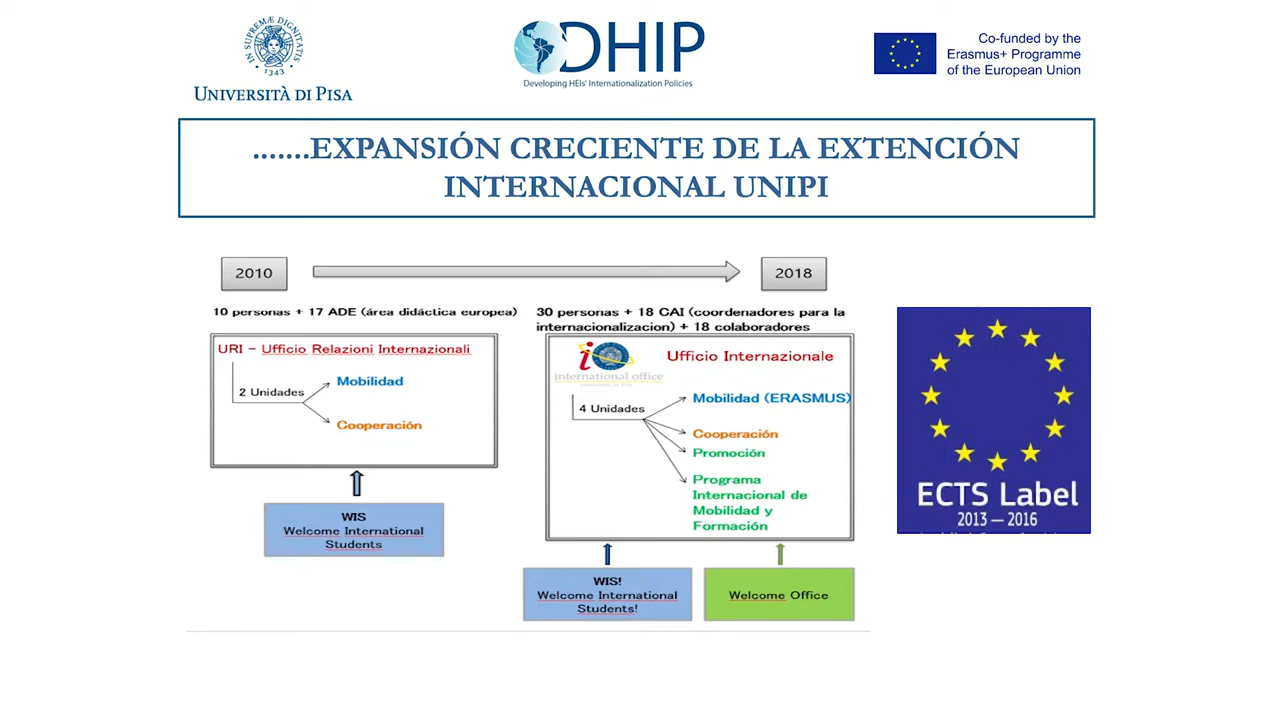 IN SUPREMÆ DIGNITATIS
1343
UNIVERSITÀ DI PISA
DHIP
Developing HEIs' Internationalization Policies
Co-funded by the
Erasmus+ Programme
of the European Union
.......EXPANSIÓN CRECIENTE DE LA EXTENCIÓN
INTERNACIONAL UNIPI
2010
2018
10 personas + 17 ADE (área didáctica europea)
URI – Ufficio Relazioni Internazionali
2 Unidades
Mobilidad
Cooperación
WIS
Welcome International
Students
30 personas + 18 CAI (coordenadores para la
internacionalizacion) + 18 colaboradores
international office
Ufficio Internazionale
4 Unidades
Mobilidad (ERASMUS)
Cooperación
Promoción
Programa
Internacional de
Mobilidad y
Formación
WIS!
Welcome International
Students!
Welcome Office
ECTS Label
2013 — 2016